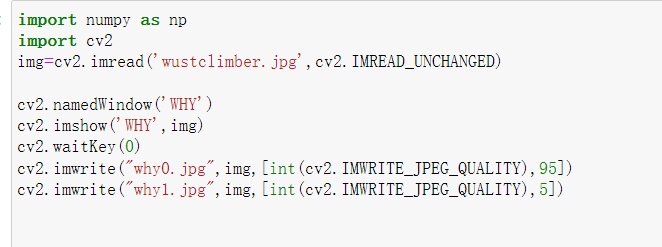 import numpy as np
import cv2
img=cv2.imread('wustclimber.jpg',cv2.IMREAD_UNCHANGED)
cv2.namedWindow('WHY')
cv2.imshow('WHY',img)
cv2.waitKey(0)
cv2.imwrite("why0.jpg",img,[int(cv2.IMWRITE_JPEG_QUALITY),95])
cv2.imwrite("why1.jpg",img,[int(cv2.IMWRITE_JPEG_QUALITY),5])